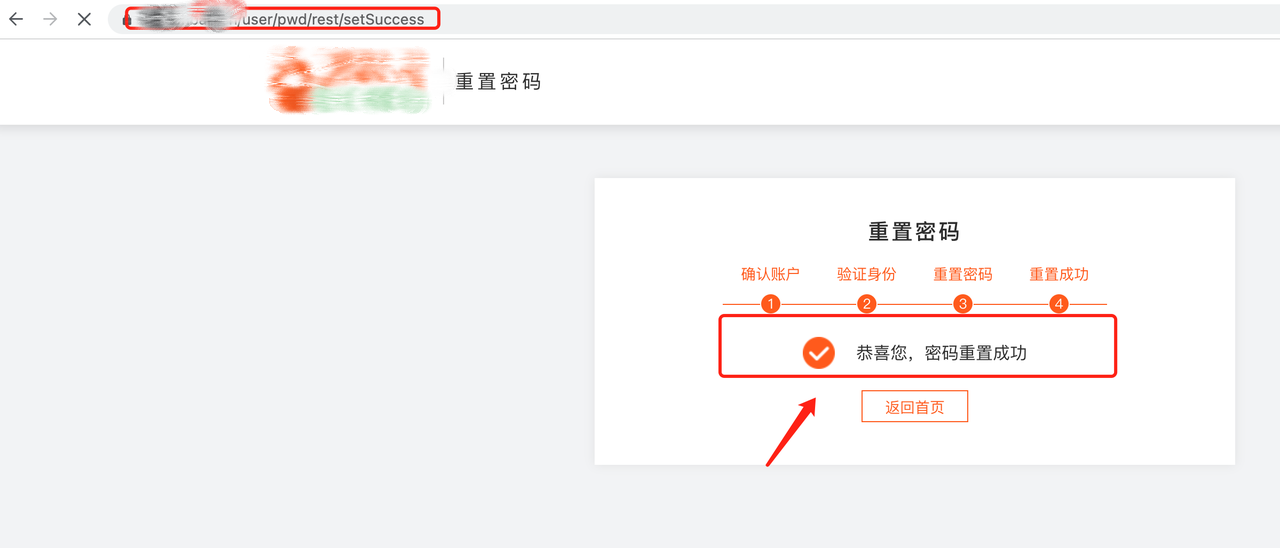 /user/pwd/rest/setSuccess
重置密码
重置密码
确认账户 验证身份 重置密码 重置成功
1 2 3 4
恭喜您，密码重置成功
返回首页